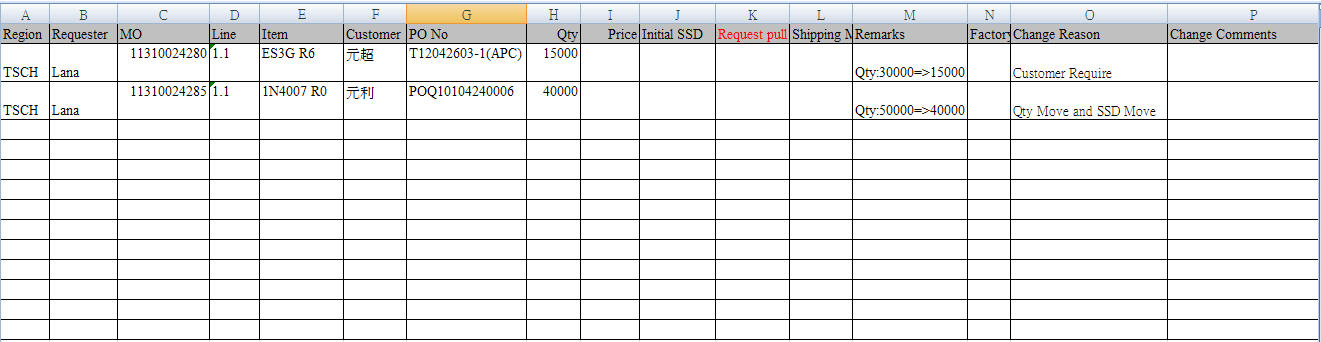 A B C D E F G H I J K L M N O P
Region Requester MO Line Item Customer PO No Qty Price Initial SSD Request pull Shipping M Remarks Factory Change Reason Change Comments
TSCH Lana 11310024280 1.1 ES3G R6 元超 T12042603-1(APC) 15000 Qty:30000=>15000 Customer Require
TSCH Lana 11310024285 1.1 1N4007 R0 元利 POQ10104240006 40000 Qty:50000=>40000 Qty Move and SSD Move